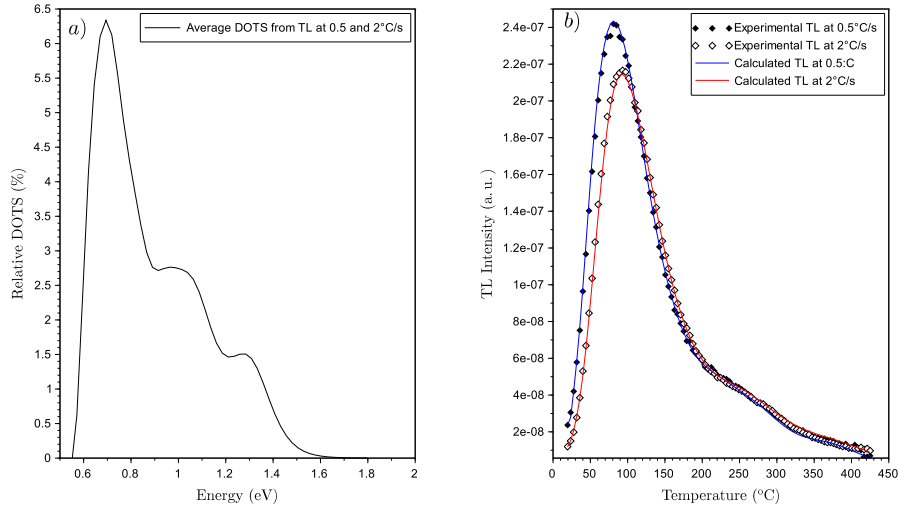 a)
Average DOTS from TL at 0.5 and 2°C/s
Relative DOTS (%)
6.5
6
5.5
5
4.5
4
3.5
3
2.5
2
1.5
1
0.5
0
0.6
0.8
1
1.2
1.4
1.6
1.8
2
Energy (eV)
b)
Experimental TL at 0.5°C/s
Experimental TL at 2°C/s
Calculated TL at 0.5:C
Calculated TL at 2°C/s
TL Intensity (a.u.)
2.4e-07
2.2e-07
2e-07
1.8e-07
1.6e-07
1.4e-07
1.2e-07
1e-07
8e-08
6e-08
4e-08
2e-08
0
50
100
150
200
250
300
350
400
450
Temperature (°C)